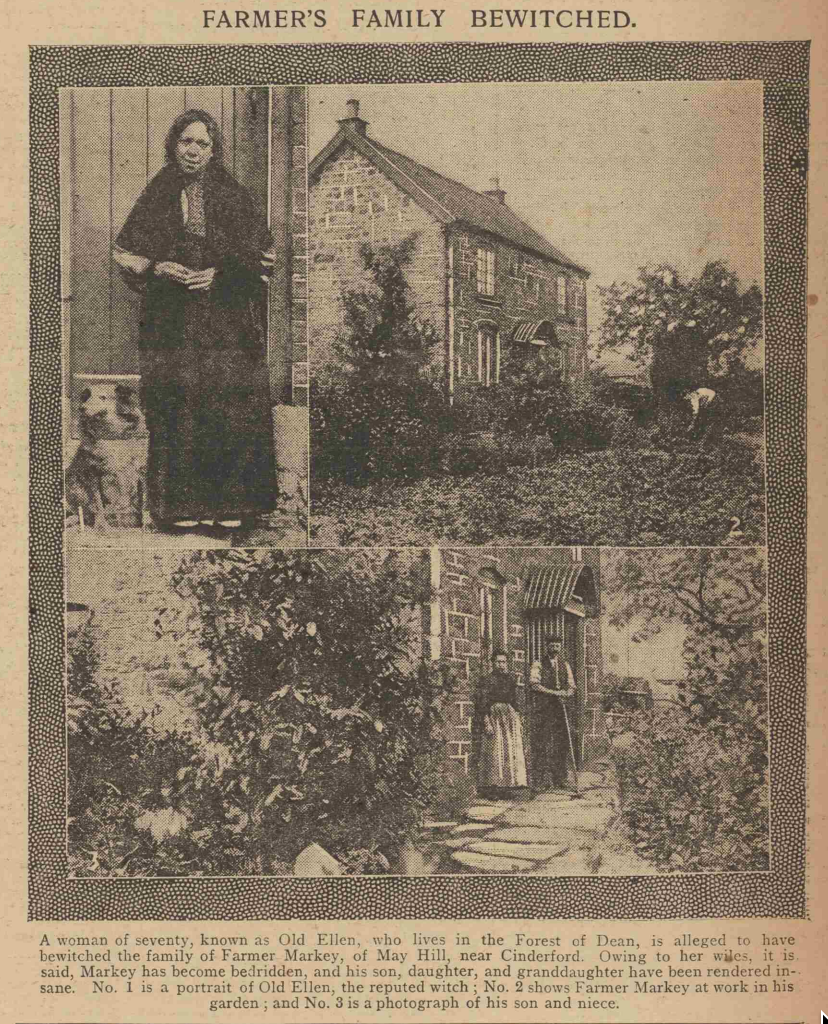 FARMER'S FAMILY BEWITCHED.
2
A woman of seventy, known as Old Ellen, who lives in the Forest of Dean, is alleged to have
bewitched the family of Farmer Markey, of May Hill, near Cinderford. Owing to her wiles, it is
said, Markey has become bedridden, and his son, daughter, and granddaughter have been rendered in-
sane. No. 1 is a portrait of Old Ellen, the reputed witch; No. 2 shows Farmer Markey at work in his
garden; and No. 3 is a photograph of his son and niece.